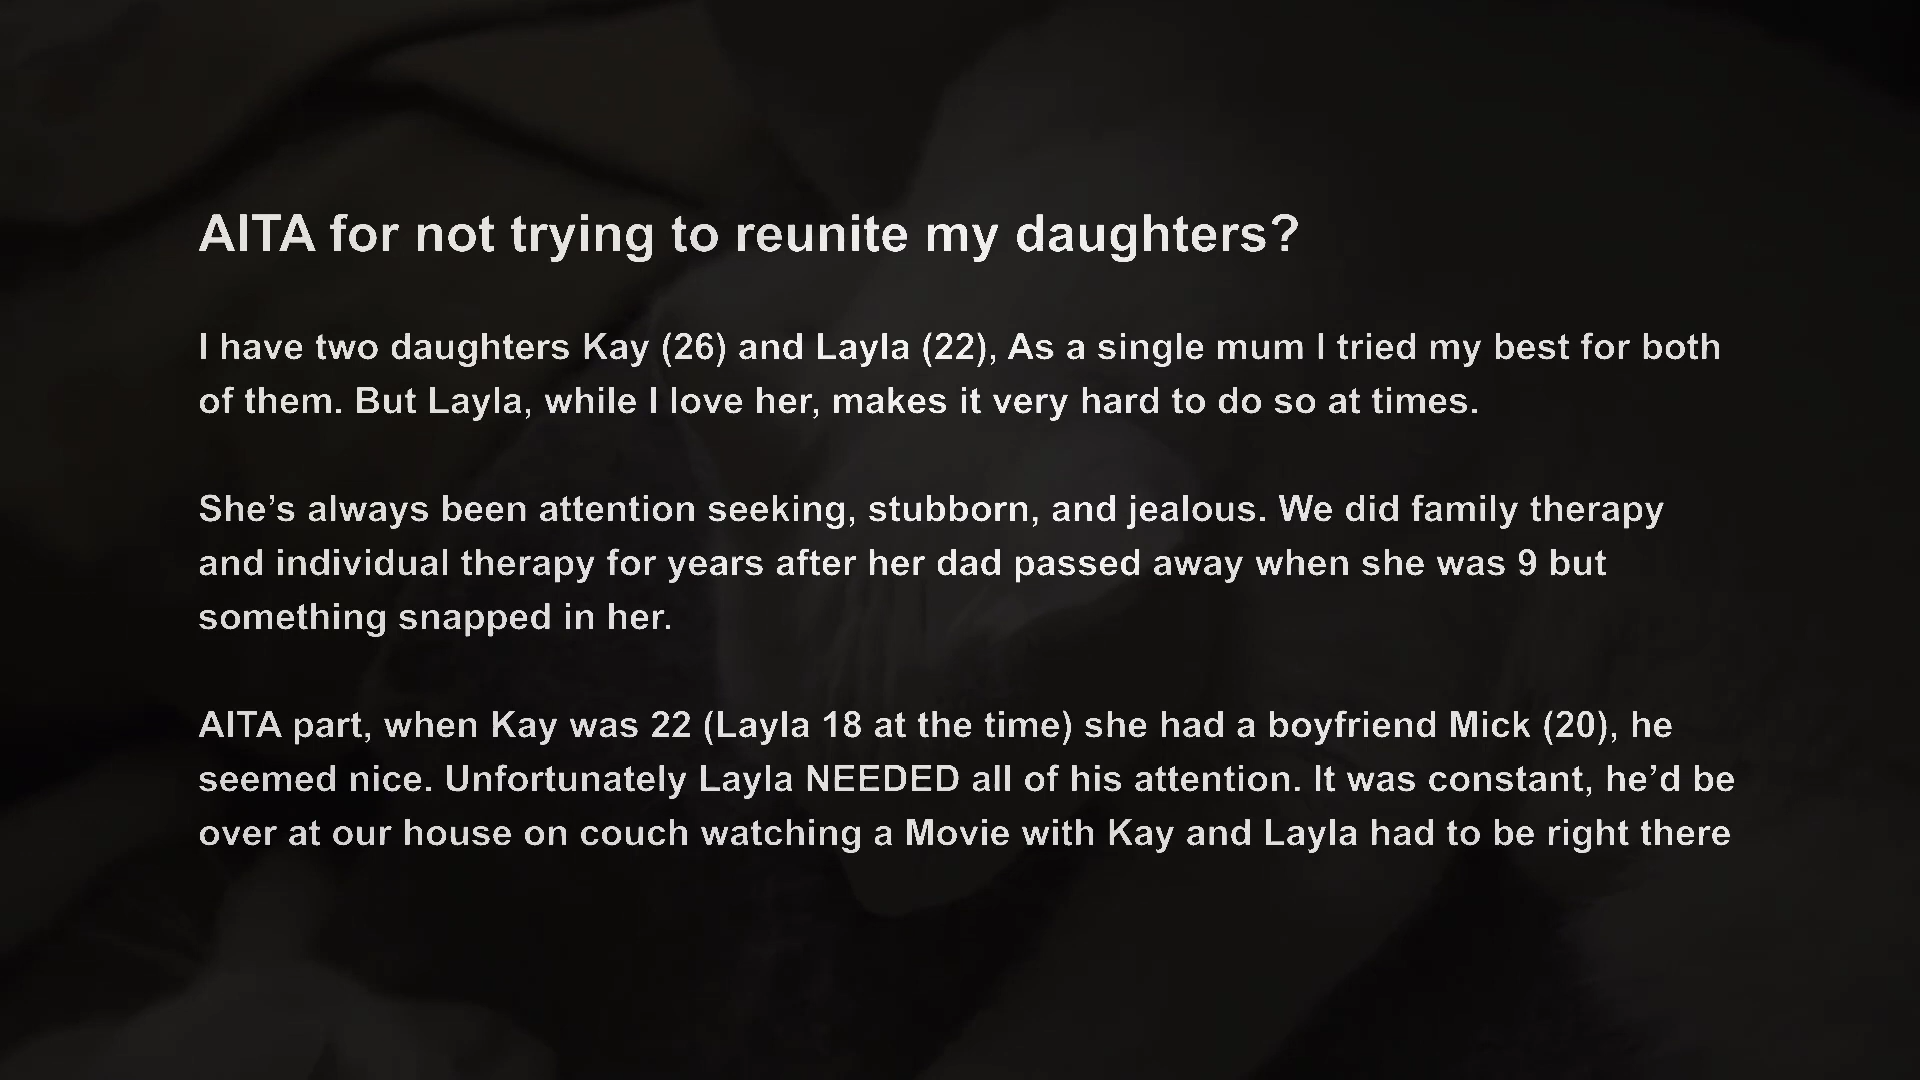 AITA for not trying to reunite my daughters?
I have two daughters Kay (26) and Layla (22), As a single mum I tried my best for both
of them. But Layla, while I love her, makes it very hard to do so at times.
She’s always been attention seeking, stubborn, and jealous. We did family therapy
and individual therapy for years after her dad passed away when she was 9 but
something snapped in her.
AITA part, when Kay was 22 (Layla 18 at the time) she had a boyfriend Mick (20), he
seemed nice. Unfortunately Layla NEEDED all of his attention. It was constant, he’d be
over at our house on couch watching a Movie with Kay and Layla had to be right there